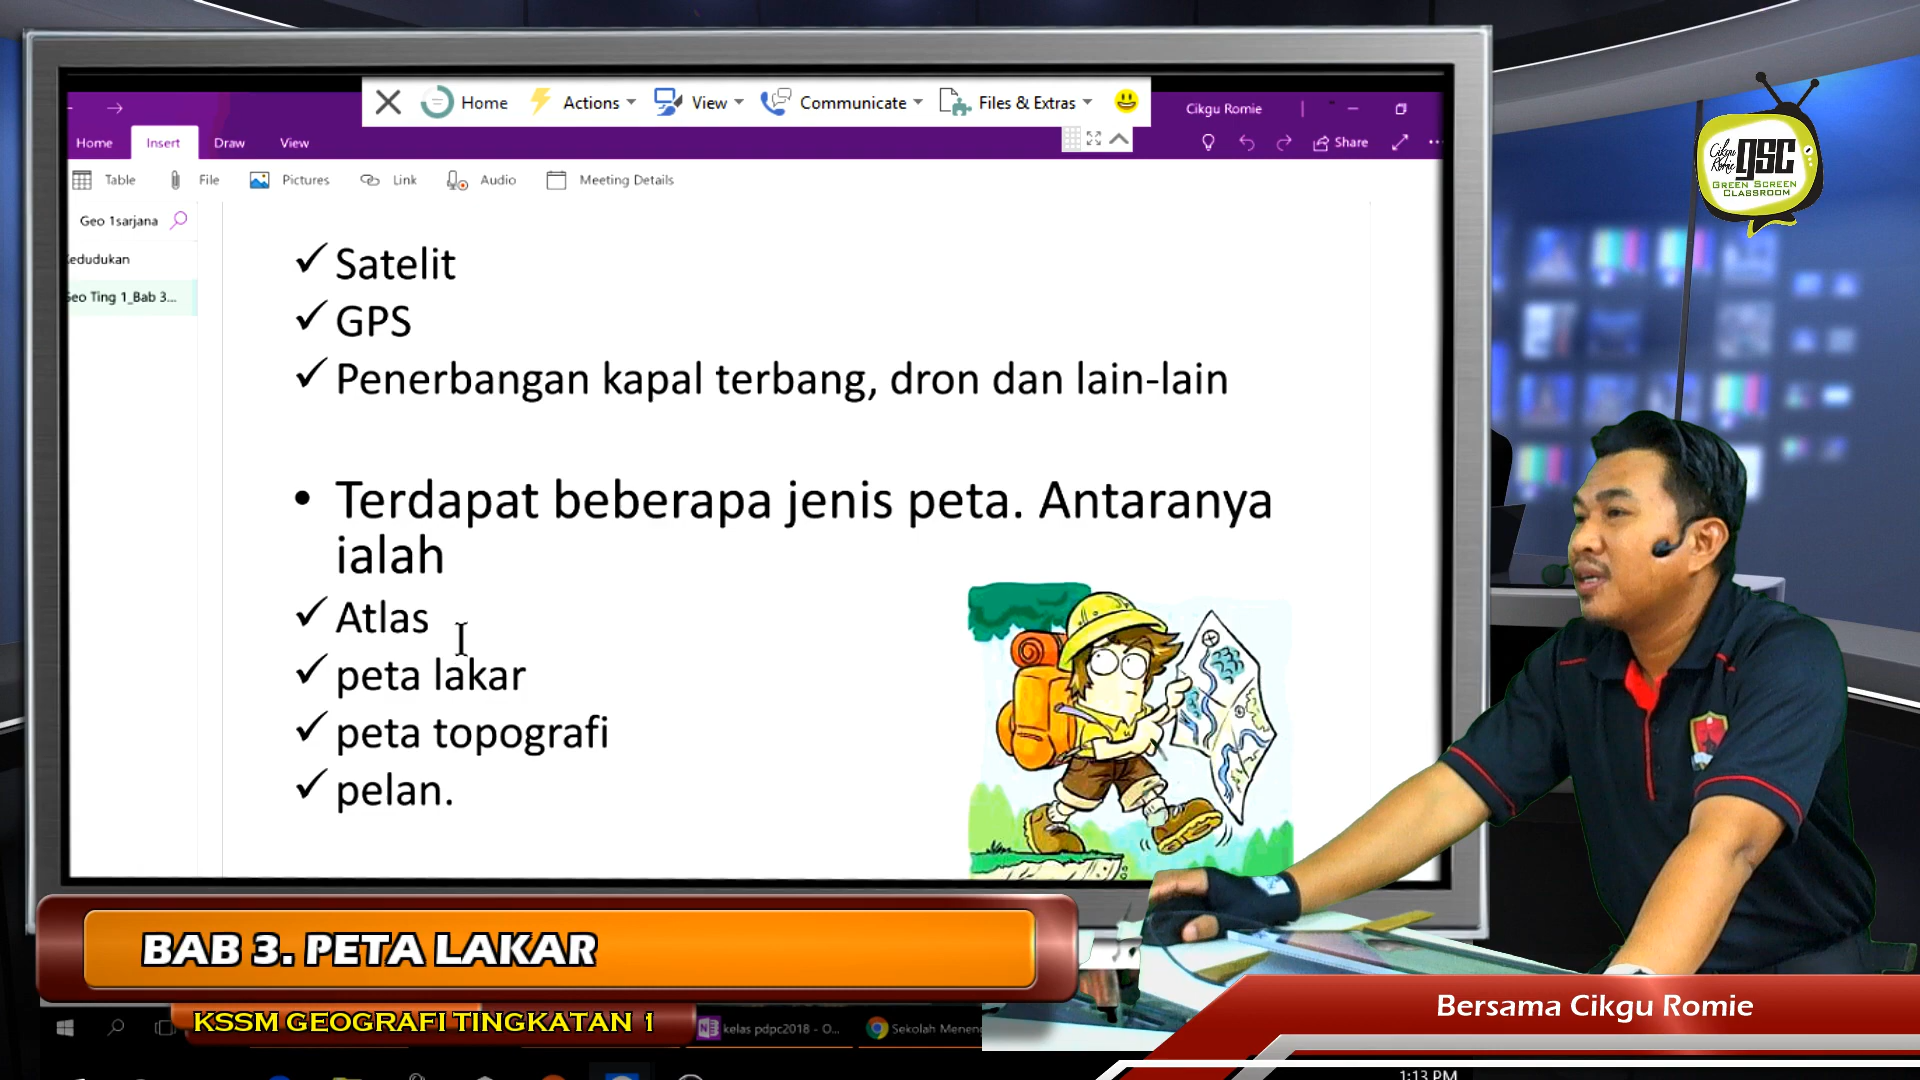 Home
Actions
View
Communicate
Files & Extras
Cikgu Romie
Home
Insert
Draw
View
Share
Table
File
Pictures
Link
Audio
Meeting Details
Geo 1sarjana
edudukan
eo Ting 1_Bab 3...
✓ Satelit
✓ GPS
✓ Penerbangan kapal terbang, dron dan lain-lain
• Terdapat beberapa jenis peta. Antaranya
ialah
✓ Atlas
✓ peta lakar
✓ peta topografi
✓ pelan.
Cikgu
Romie
GSC
GREEN SCREEN
CLASSROOM
BAB 3. PETA LAKAR
KSSM GEOGRAFI TINGKATAN 1
kelas pdpc2018 - O...
Sekolah Menen
Bersama Cikgu Romie
1:13 PM